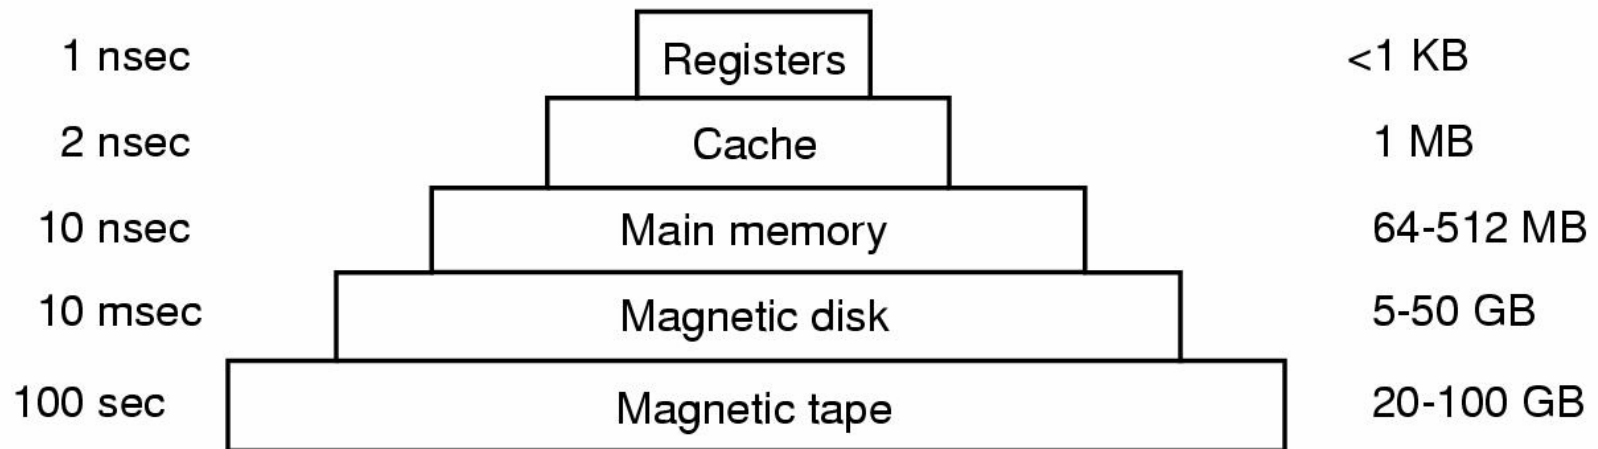 1 nsec Registers <1 KB
2 nsec Cache 1 MB
10 nsec Main memory 64-512 MB
10 msec Magnetic disk 5-50 GB
100 sec Magnetic tape 20-100 GB